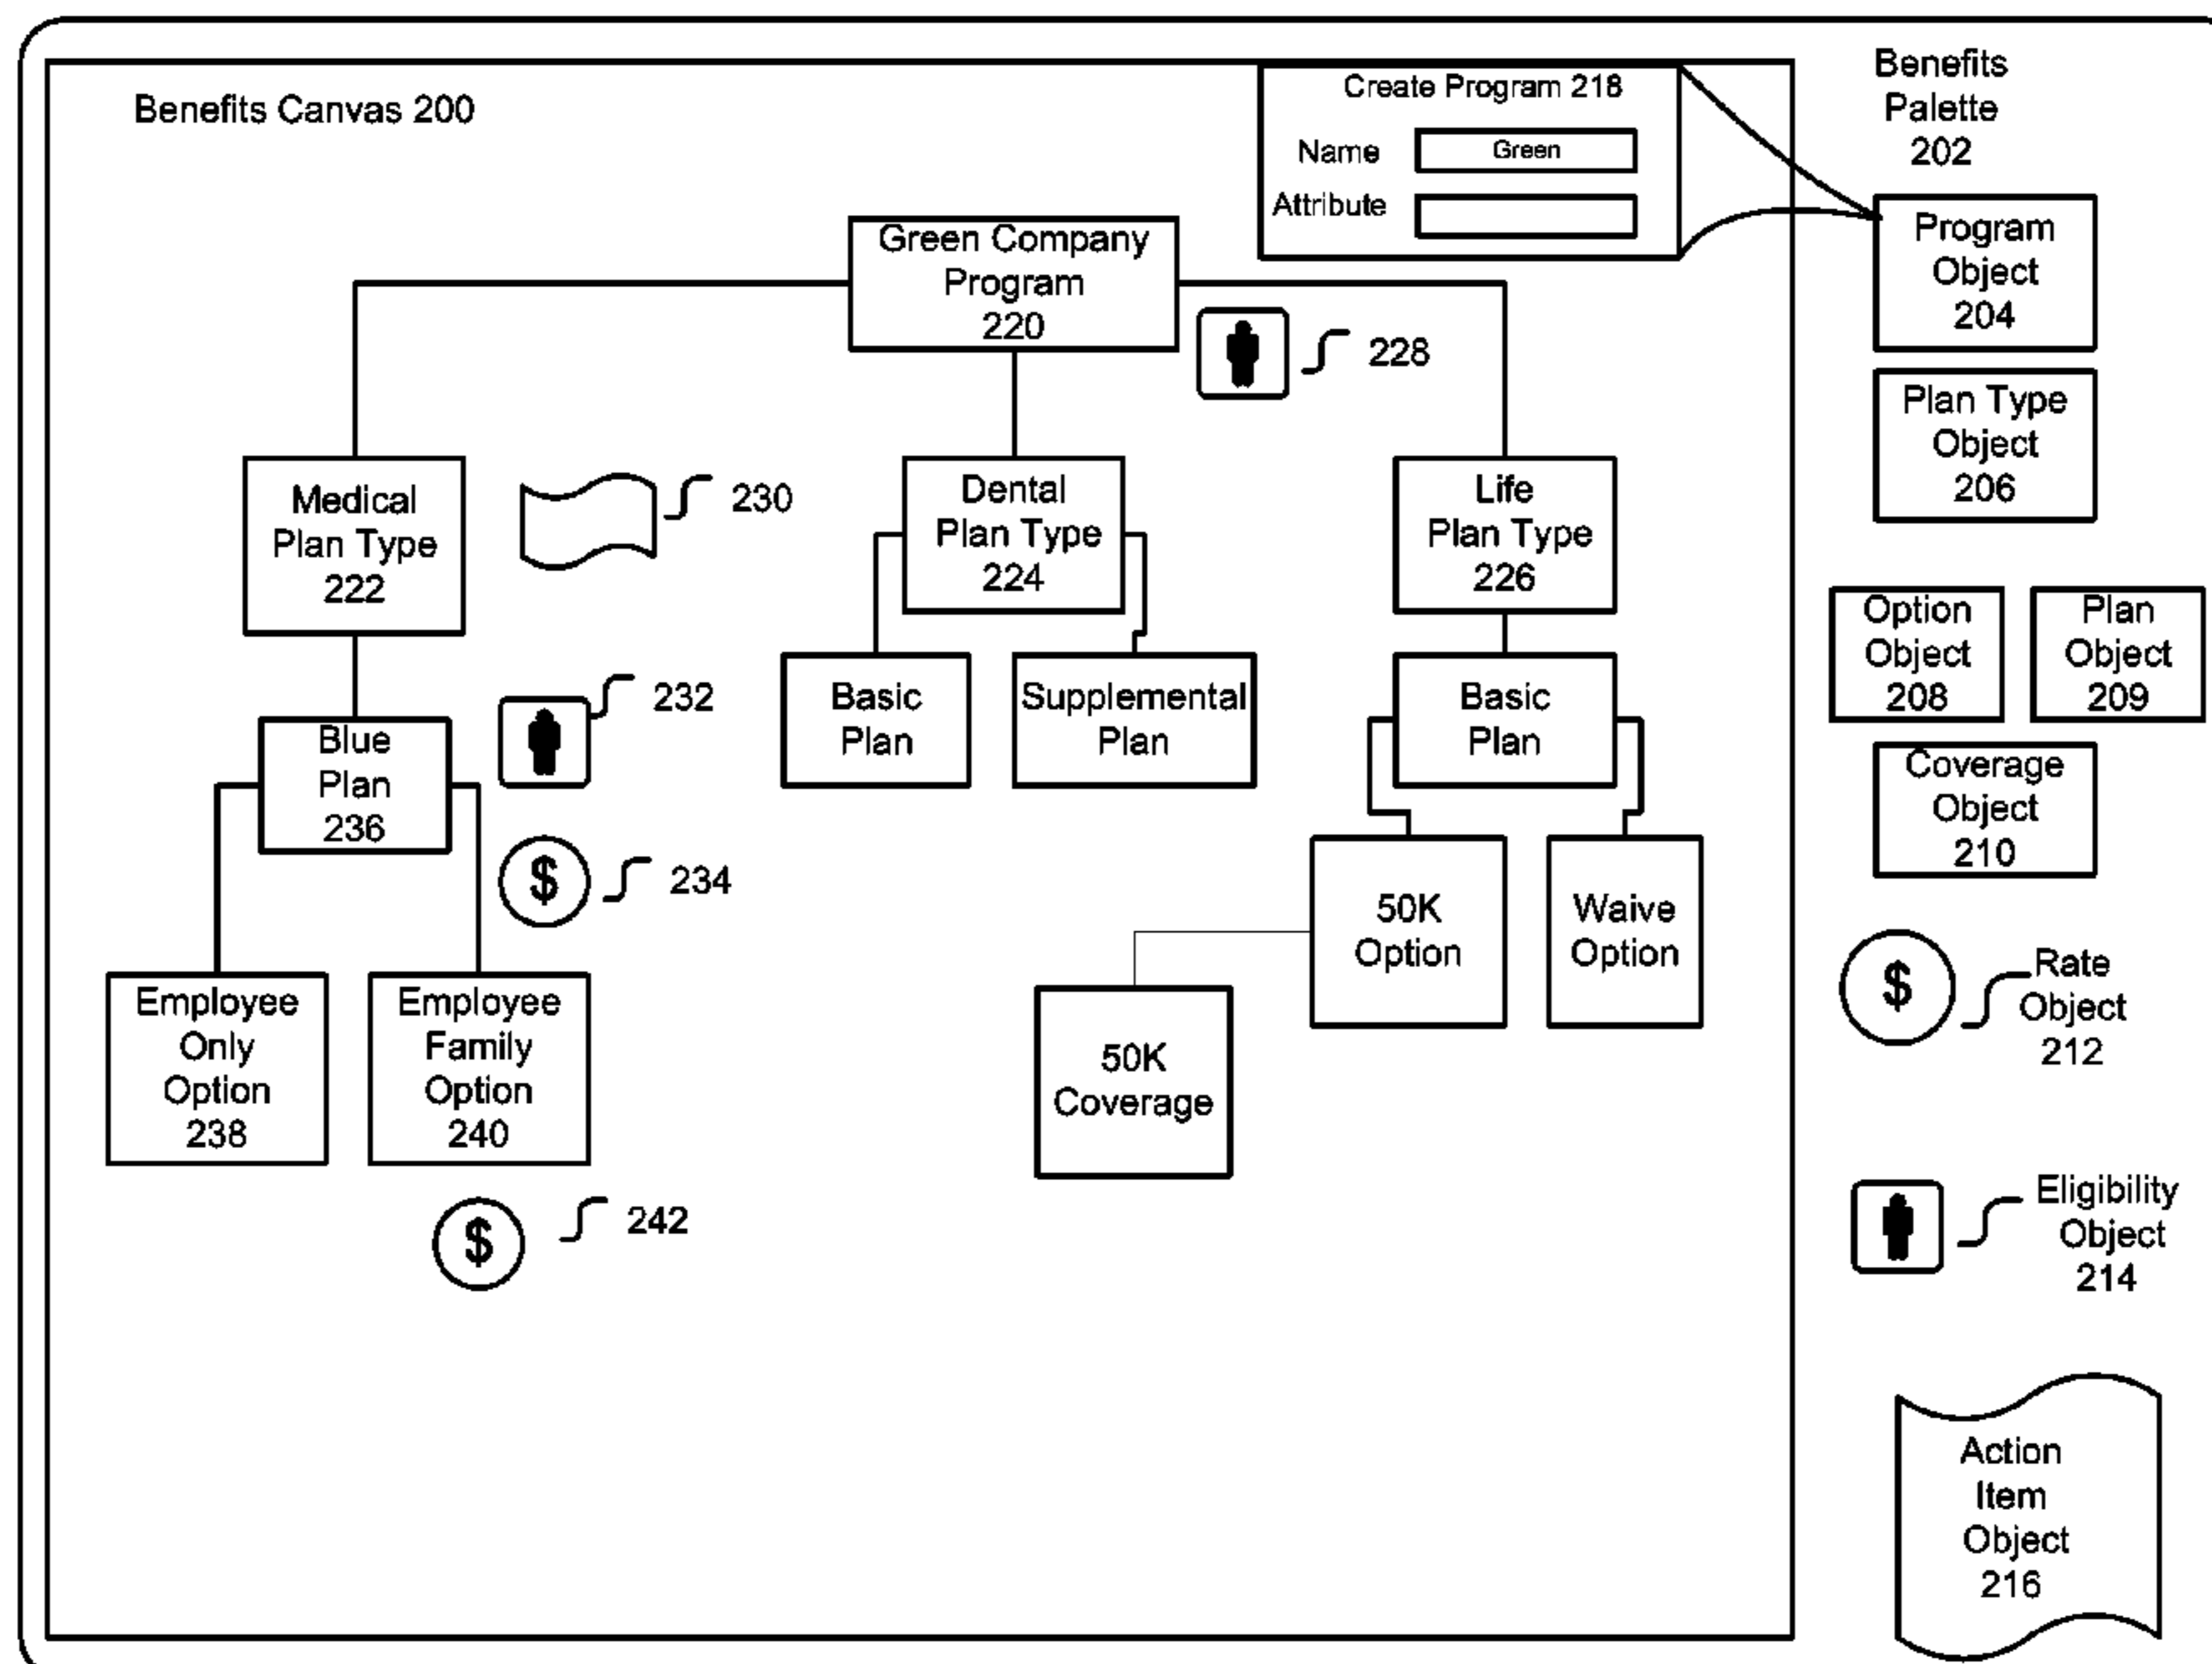 Benefits Canvas 200
Create Program 218
Name
Green
Attribute
Benefits
Palette
202
Green Company
Program
220
228
Program
Object
204
Plan Type
Object
206
Medical
Plan Type
222
230
Dental
Plan Type
224
Life
Plan Type
226
Option
Object
208
Plan
Object
209
Blue
Plan
236
232
$
234
Basic
Plan
Supplemental
Plan
Basic
Plan
Coverage
Object
210
Employee
Only
Option
238
Employee
Family
Option
240
$
242
50K
Option
Waive
Option
50K
Coverage
$
Rate
Object
212
Eligibility
Object
214
Action
Item
Object
216